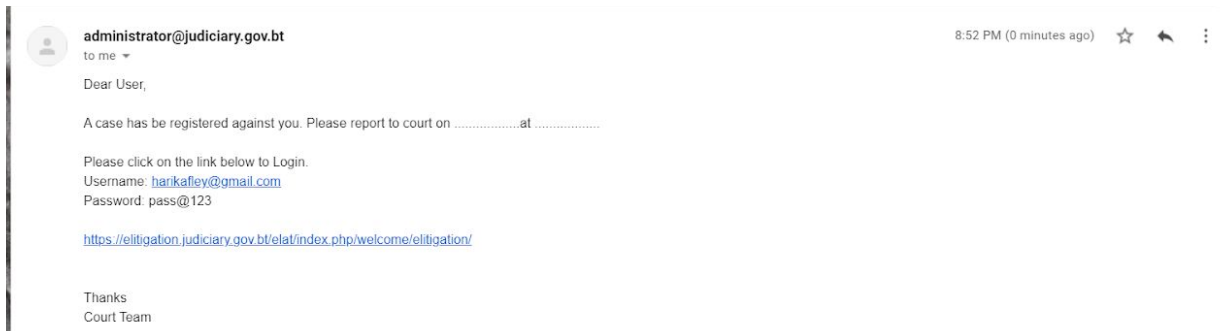 administrator@judiciary.gov.bt
8:52 PM (0 minutes ago)
to me
Dear User,
A case has be registered against you. Please report to court on ..................at ..................
Please click on the link below to Login.
Username: harikafley@gmail.com
Password: pass@123
https://elitigation.judiciary.gov.bt/elat/index.php/welcome/elitigation/
Thanks
Court Team